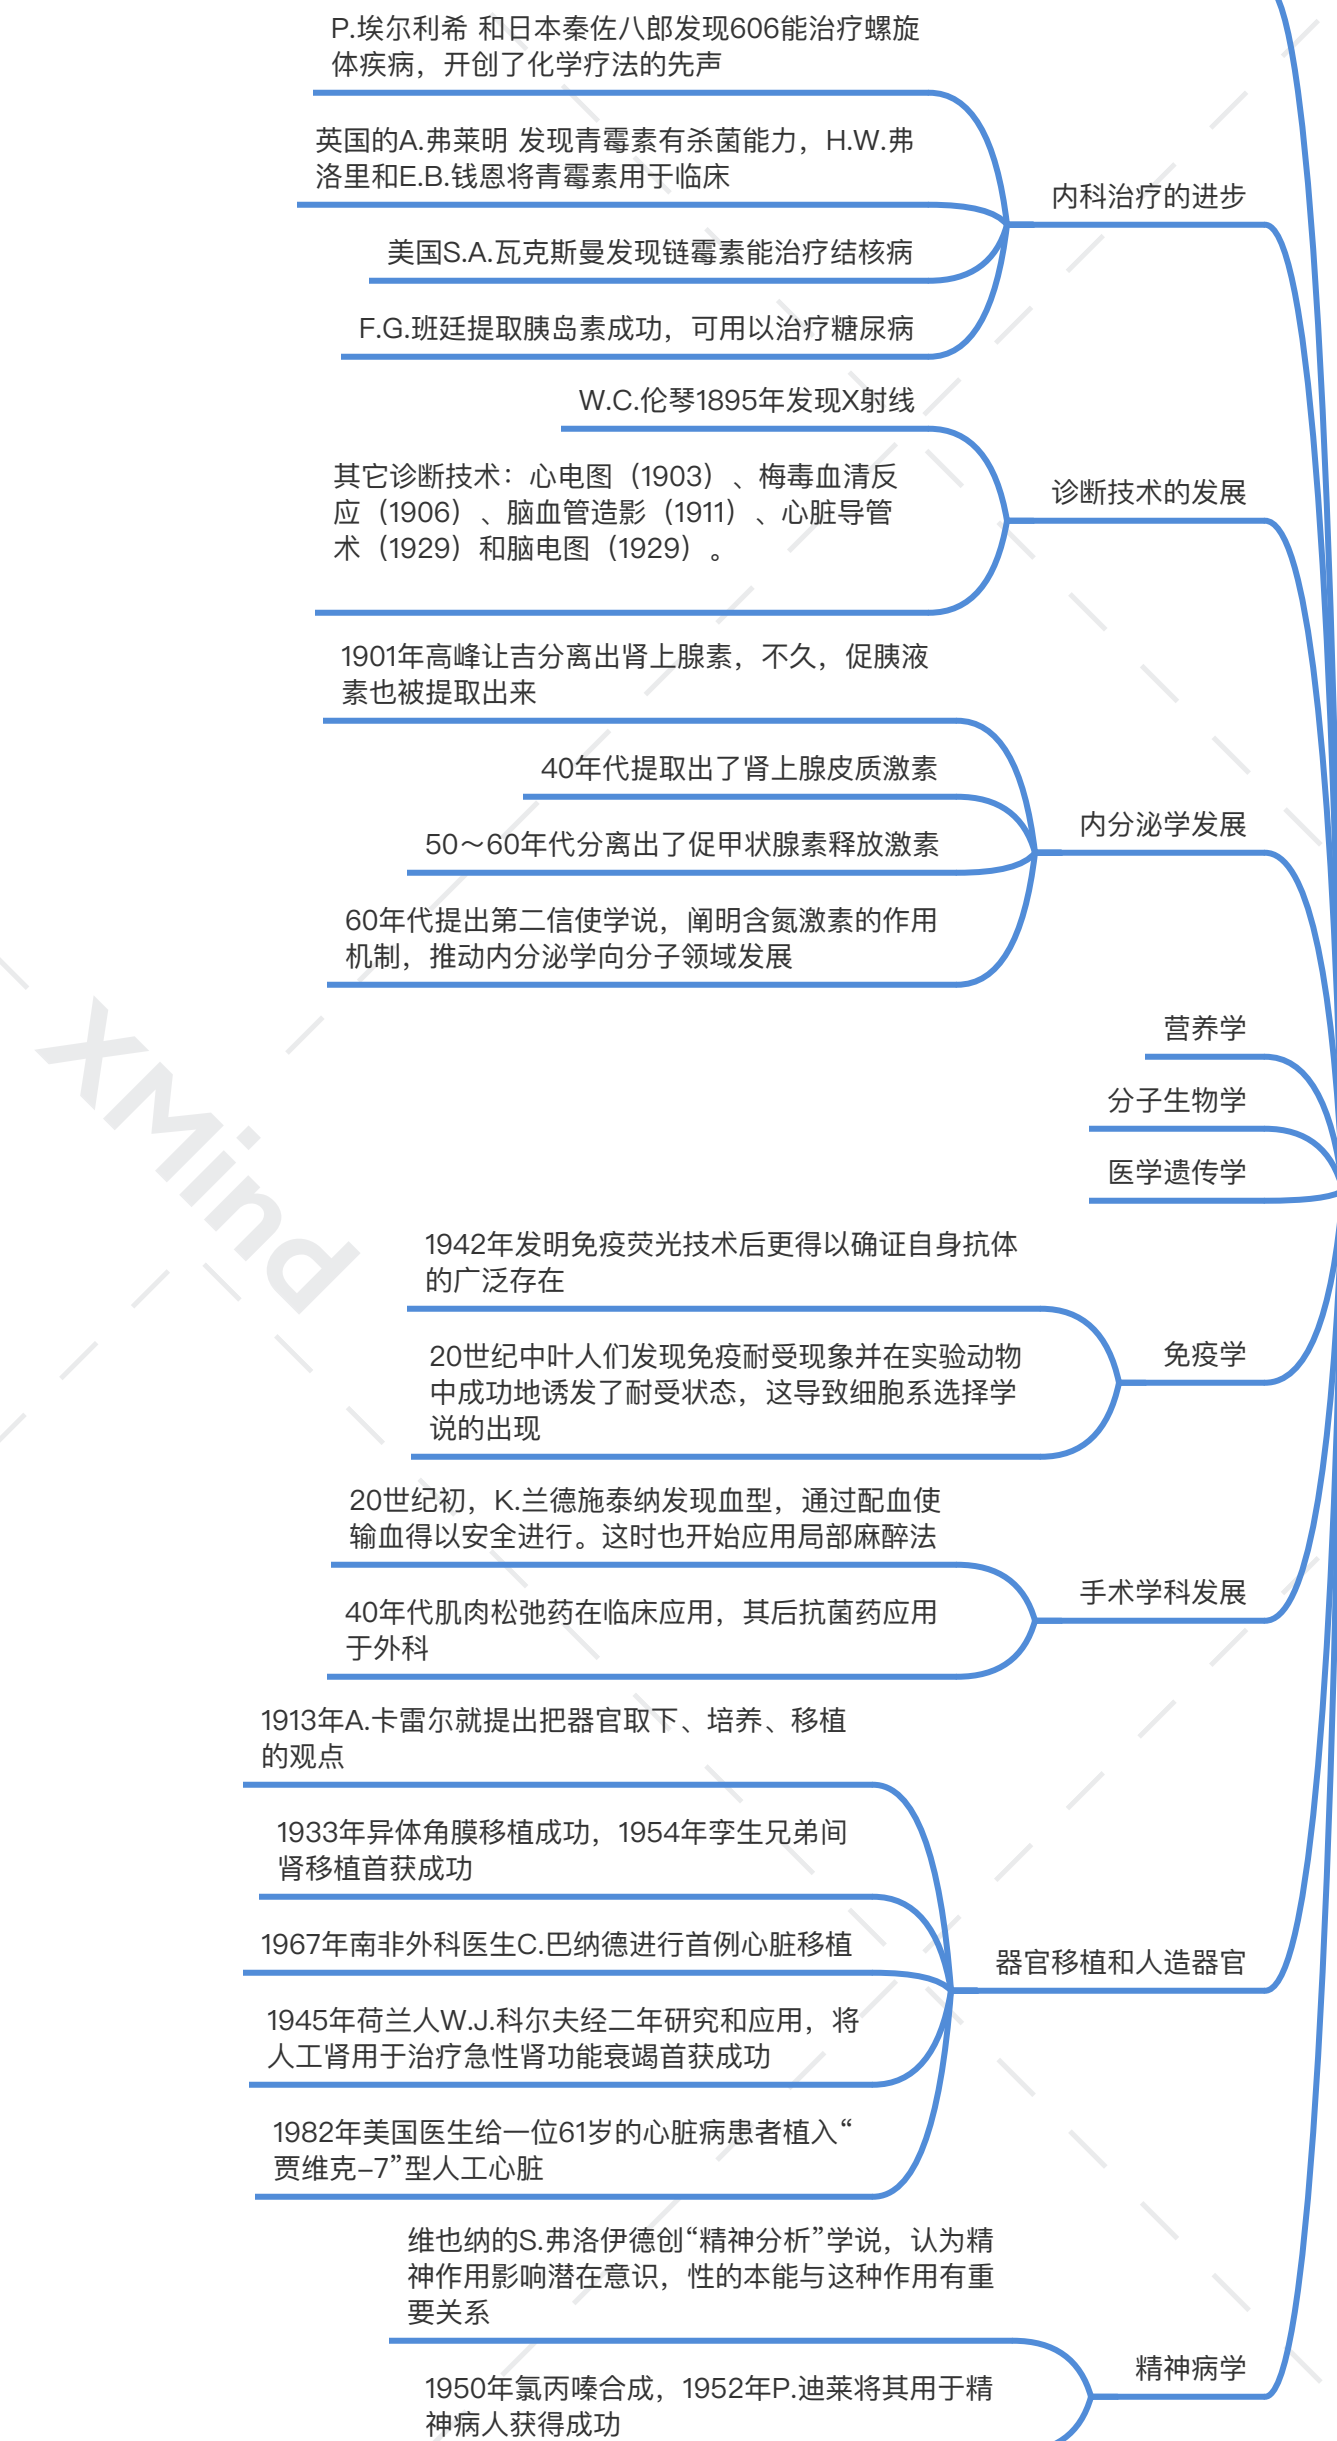 P.埃尔利希 和日本秦佐八郎发现606能治疗螺旋
体疾病，开创了化学疗法的先声
英国的A.弗莱明 发现青霉素有杀菌能力，H.W.弗
洛里和E.B.钱恩将青霉素用于临床
美国S.A.瓦克斯曼发现链霉素能治疗结核病
F.G.班廷提取胰岛素成功，可用以治疗糖尿病
内科治疗的进步
W.C.伦琴1895年发现X射线
其它诊断技术：心电图（1903）、梅毒血清反
应（1906）、脑血管造影（1911）、心脏导管
术（1929）和脑电图（1929）。
诊断技术的发展
1901年高峰让吉分离出肾上腺素，不久，促胰液
素也被提取出来
40年代提取出了肾上腺皮质激素
50～60年代分离出了促甲状腺素释放激素
60年代提出第二信使学说，阐明含氮激素的作用
机制，推动内分泌学向分子领域发展
内分泌学发展
营养学
分子生物学
医学遗传学
1942年发明免疫荧光技术后更得以确证自身抗体
的广泛存在
20世纪中叶人们发现免疫耐受现象并在实验动物
中成功地诱发了耐受状态，这导致细胞系选择学
说的出现
免疫学
20世纪初，K.兰德施泰纳发现血型，通过配血使
输血得以安全进行。这时也开始应用局部麻醉法
40年代肌肉松弛药在临床应用，其后抗菌药应用
于外科
手术学科发展
1913年A.卡雷尔就提出把器官取下、培养、移植
的观点
1933年异体角膜移植成功，1954年孪生兄弟间
肾移植首获成功
1967年南非外科医生C.巴纳德进行首例心脏移植
1945年荷兰人W.J.科尔夫经二年研究和应用，将
人工肾用于治疗急性肾功能衰竭首获成功
1982年美国医生给一位61岁的心脏病患者植入“
贾维克–7”型人工心脏
器官移植和人造器官
维也纳的S.弗洛伊德创“精神分析”学说，认为精
神作用影响潜在意识，性的本能与这种作用有重
要关系
1950年氯丙嗪合成，1952年P.迪莱将其用于精
神病人获得成功
精神病学
XMind